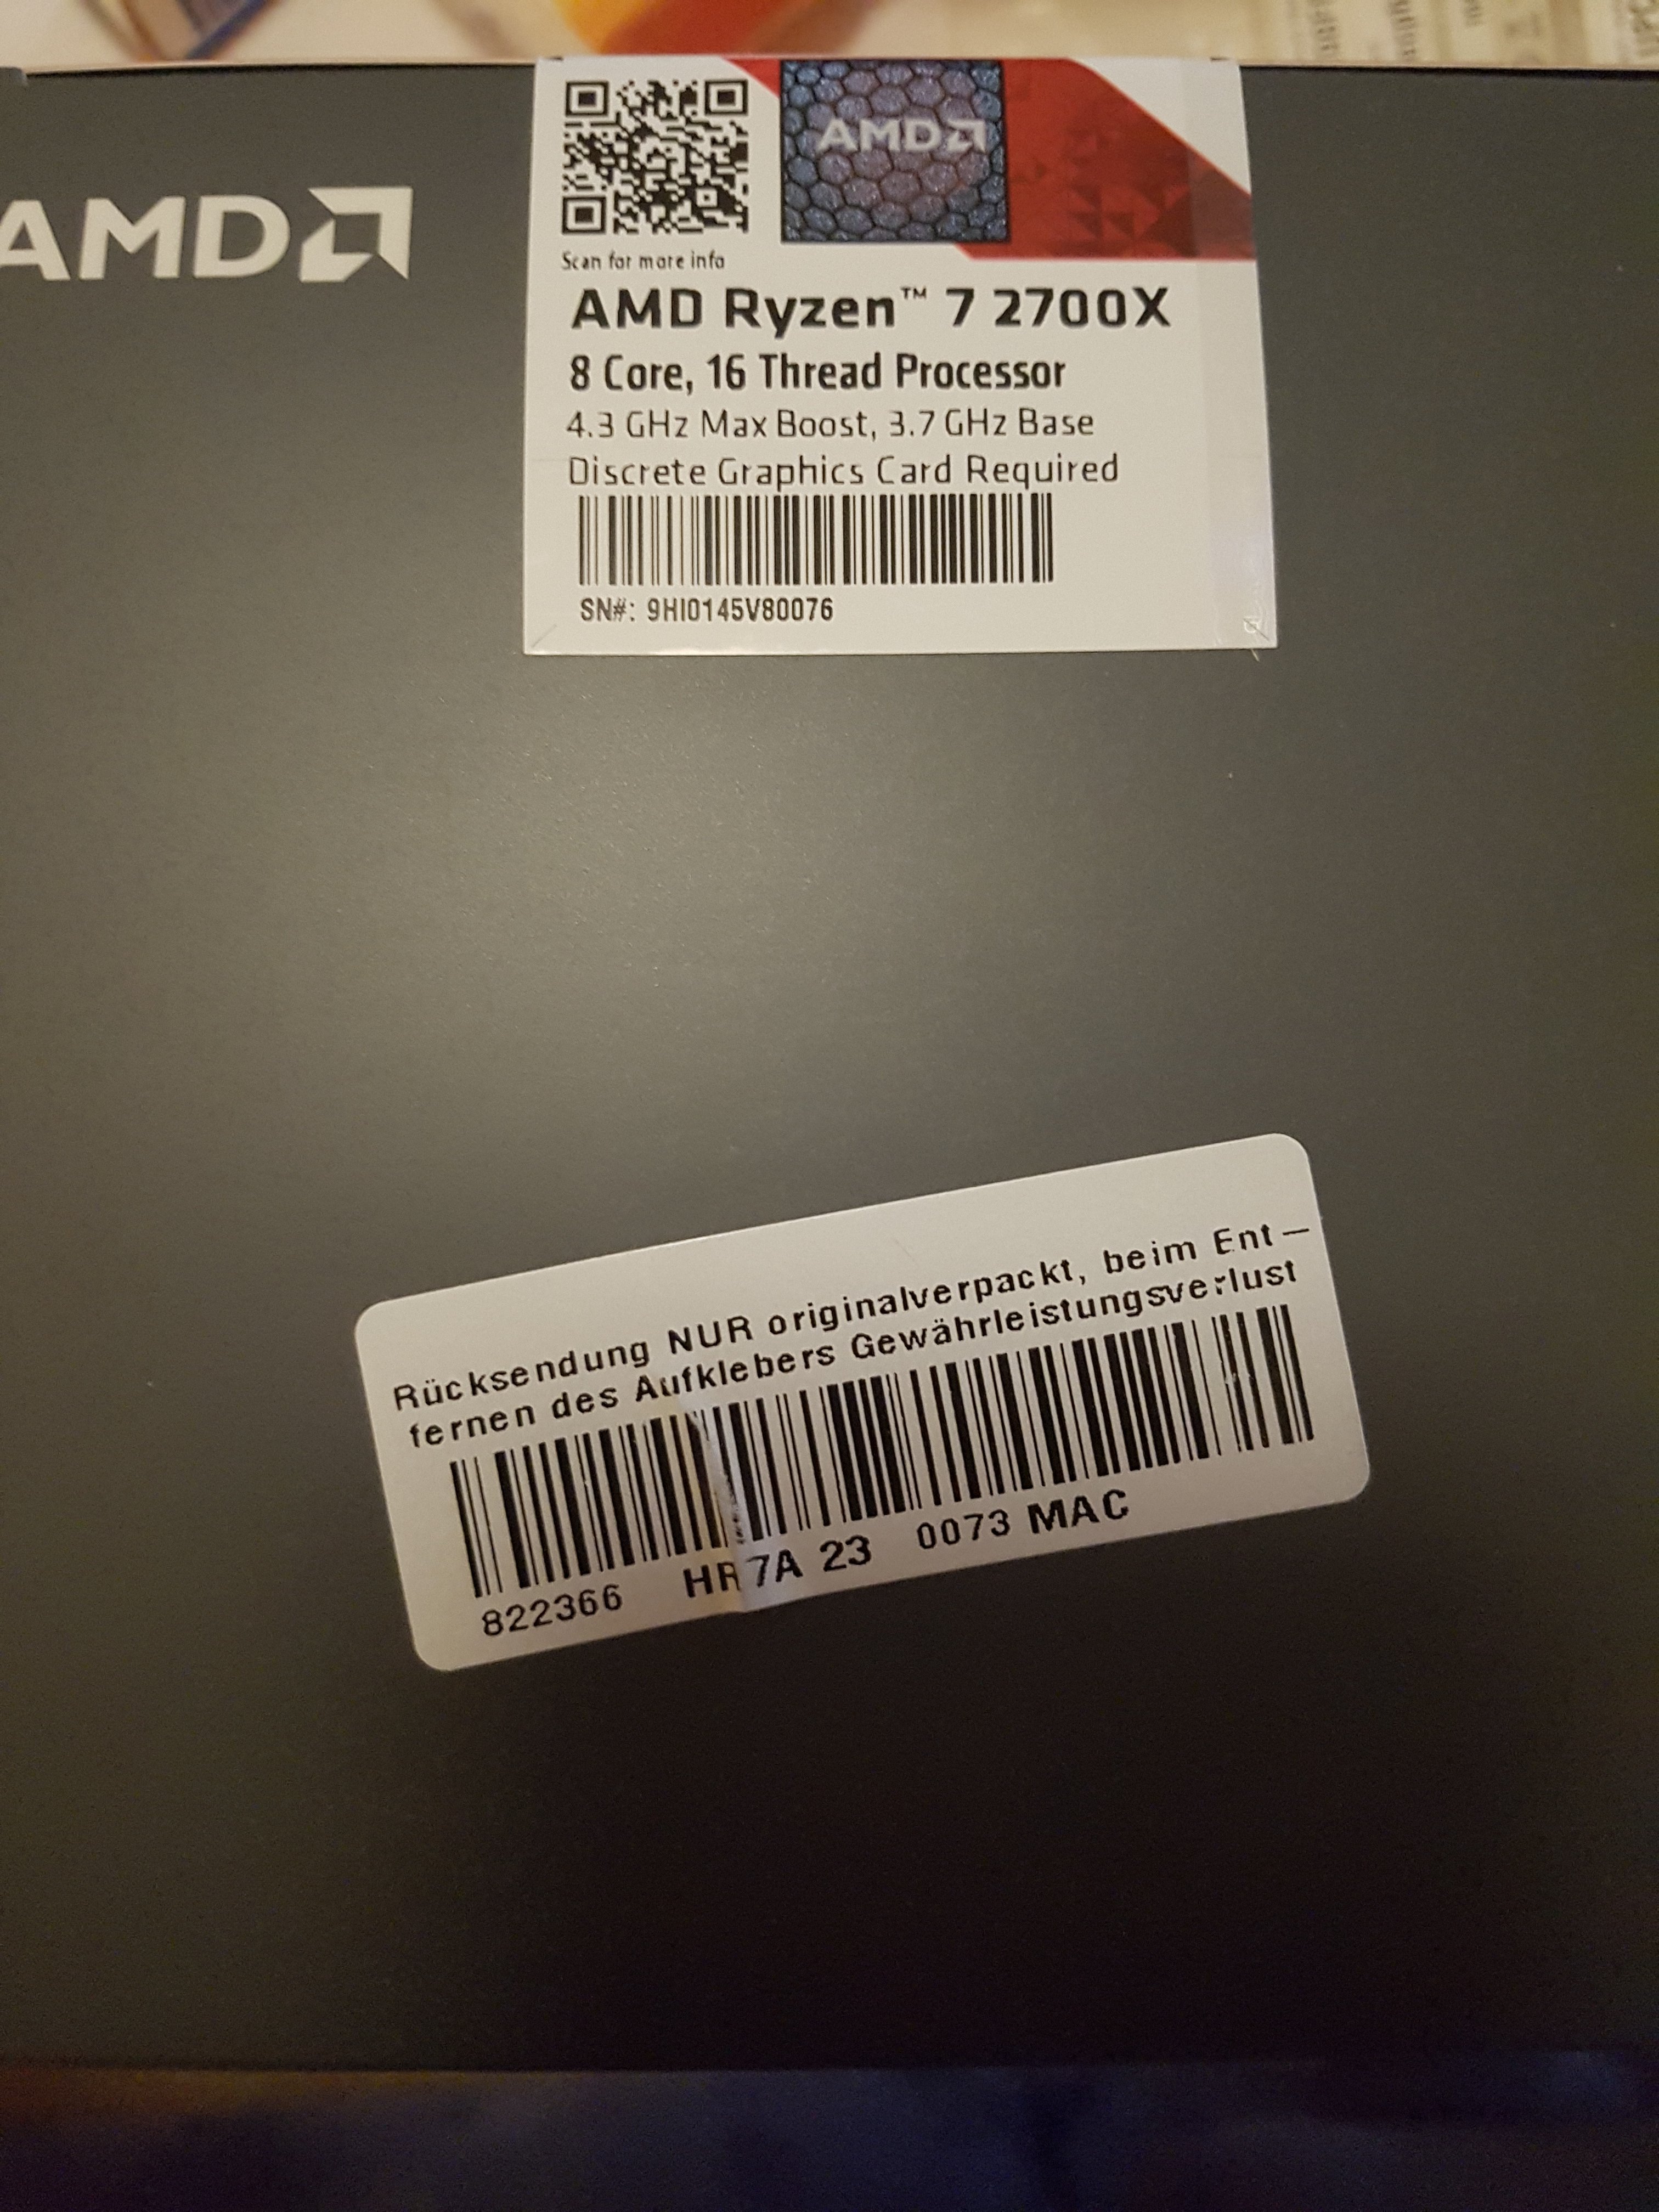 AMD
AMD
Scan for more info
AMD Ryzen™ 7 2700X
8 Core, 16 Thread Processor
4.3 GHz Max Boost, 3.7 GHz Base
Discrete Graphics Card Required
SN#: 9HI0145V80076
Rücksendung NUR originalverpackt, beim Ent–
fernen des Aufklebers Gewährleistungsverlust
822366 HR7A 23 0073 MAC